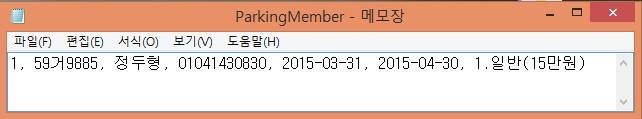 ParkingMember - 메모장
파일(F) 편집(E) 서식(O) 보기(V) 도움말(H)
1, 59거9885, 정두형, 01041430830, 2015-03-31, 2015-04-30, 1.일반(15만원)